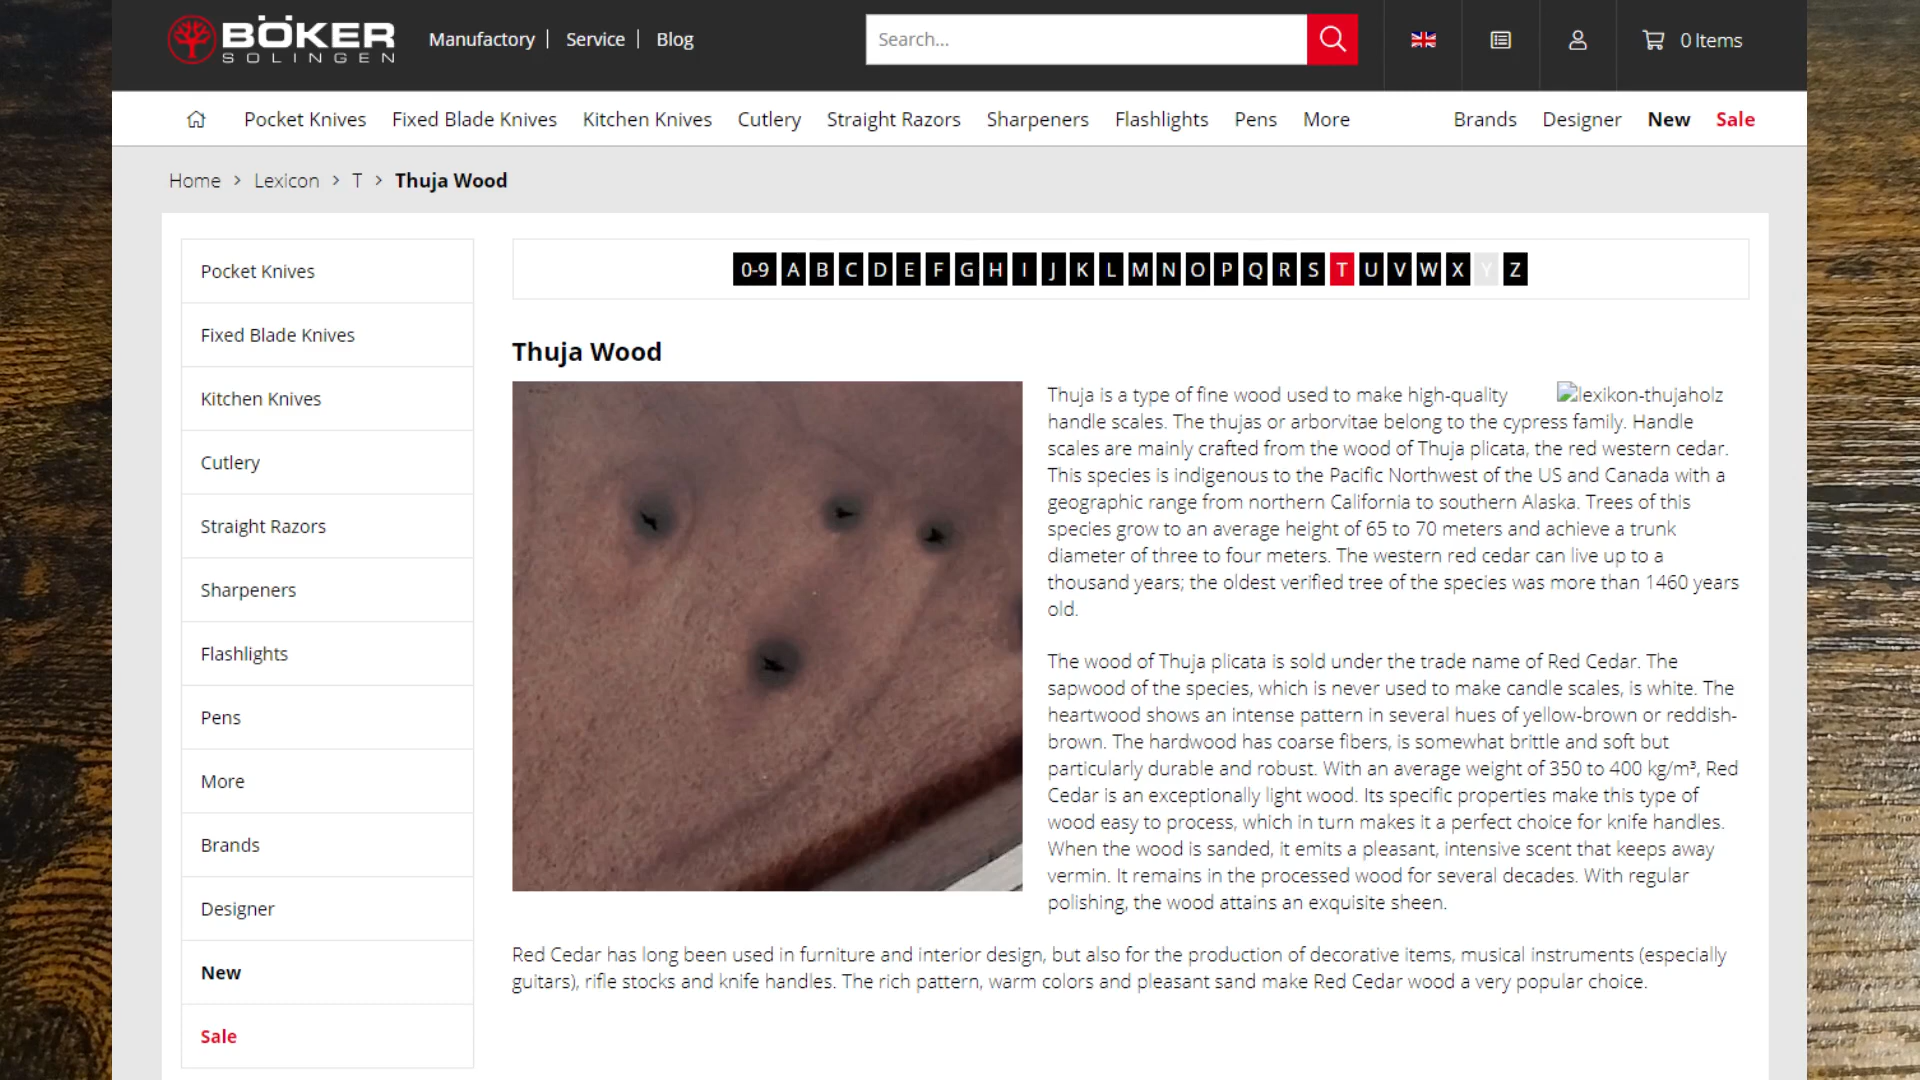 BÖKER
SOLINGEN
Manufactory | Service | Blog
Search...
0 Items
Pocket Knives Fixed Blade Knives Kitchen Knives Cutlery Straight Razors Sharpeners Flashlights Pens More Brands Designer New Sale
Home > Lexicon > T > Thuja Wood
Pocket Knives
Fixed Blade Knives
Kitchen Knives
Cutlery
Straight Razors
Sharpeners
Flashlights
Pens
More
Brands
Designer
New
Sale
0-9 A B C D E F G H I J K L M N O P Q R S T U V W X Y Z
Thuja Wood
lexikon-thujaholz
Thuja is a type of fine wood used to make high-quality
handle scales. The thujas or arborvitae belong to the cypress family. Handle
scales are mainly crafted from the wood of Thuja plicata, the red western cedar.
This species is indigenous to the Pacific Northwest of the US and Canada with a
geographic range from northern California to southern Alaska. Trees of this
species grow to an average height of 65 to 70 meters and achieve a trunk
diameter of three to four meters. The western red cedar can live up to a
thousand years; the oldest verified tree of the species was more than 1460 years
old.
The wood of Thuja plicata is sold under the trade name of Red Cedar. The
sapwood of the species, which is never used to make candle scales, is white. The
heartwood shows an intense pattern in several hues of yellow-brown or reddish-
brown. The hardwood has coarse fibers, is somewhat brittle and soft but
particularly durable and robust. With an average weight of 350 to 400 kg/m³, Red
Cedar is an exceptionally light wood. Its specific properties make this type of
wood easy to process, which in turn makes it a perfect choice for knife handles.
When the wood is sanded, it emits a pleasant, intensive scent that keeps away
vermin. It remains in the processed wood for several decades. With regular
polishing, the wood attains an exquisite sheen.
Red Cedar has long been used in furniture and interior design, but also for the production of decorative items, musical instruments (especially
guitars), rifle stocks and knife handles. The rich pattern, warm colors and pleasant sand make Red Cedar wood a very popular choice.